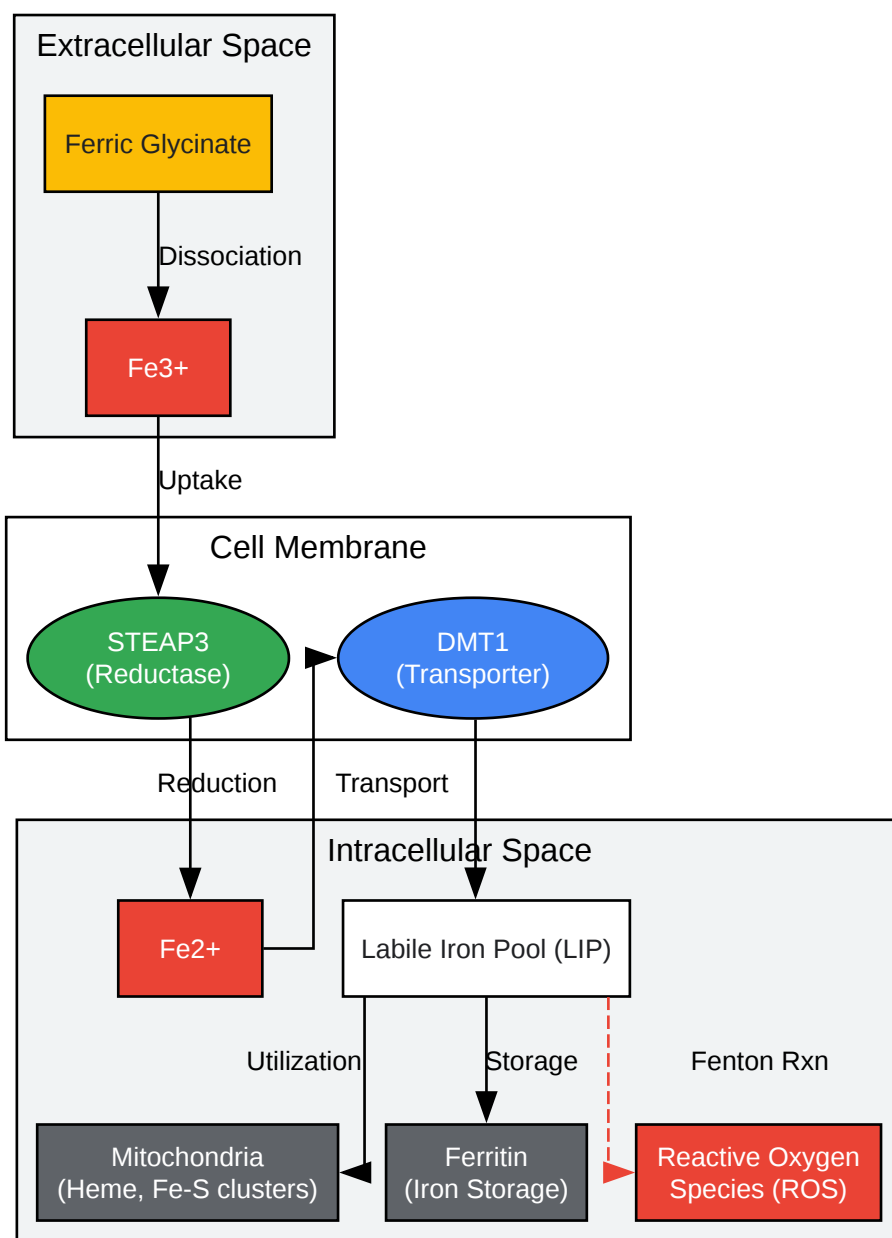 Extracellular Space
Ferric Glycinate
Dissociation
Fe3+
Uptake
Cell Membrane
STEAP3
(Reductase)
DMT1
(Transporter)
Reduction
Transport
Intracellular Space
Fe2+
Labile Iron Pool (LIP)
Utilization
Storage
Fenton Rxn
Mitochondria
(Heme, Fe-S clusters)
Ferritin
(Iron Storage)
Reactive Oxygen
Species (ROS)